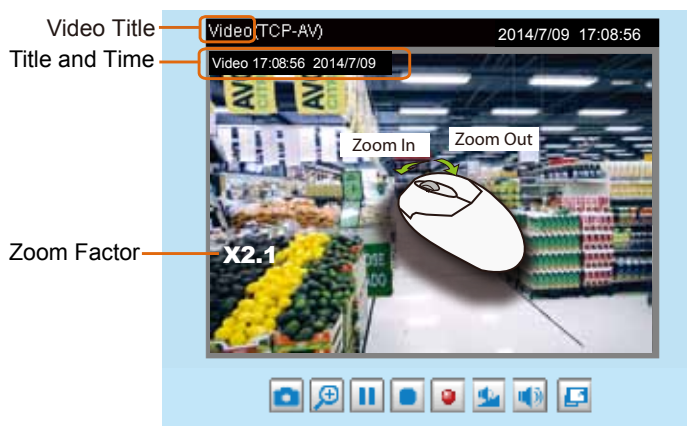 Video Title
Video(TCP-AV) 2014/7/09 17:08:56
Title and Time
Video 17:08:56 2014/7/09
Zoom In
Zoom Out
Zoom Factor
X2.1